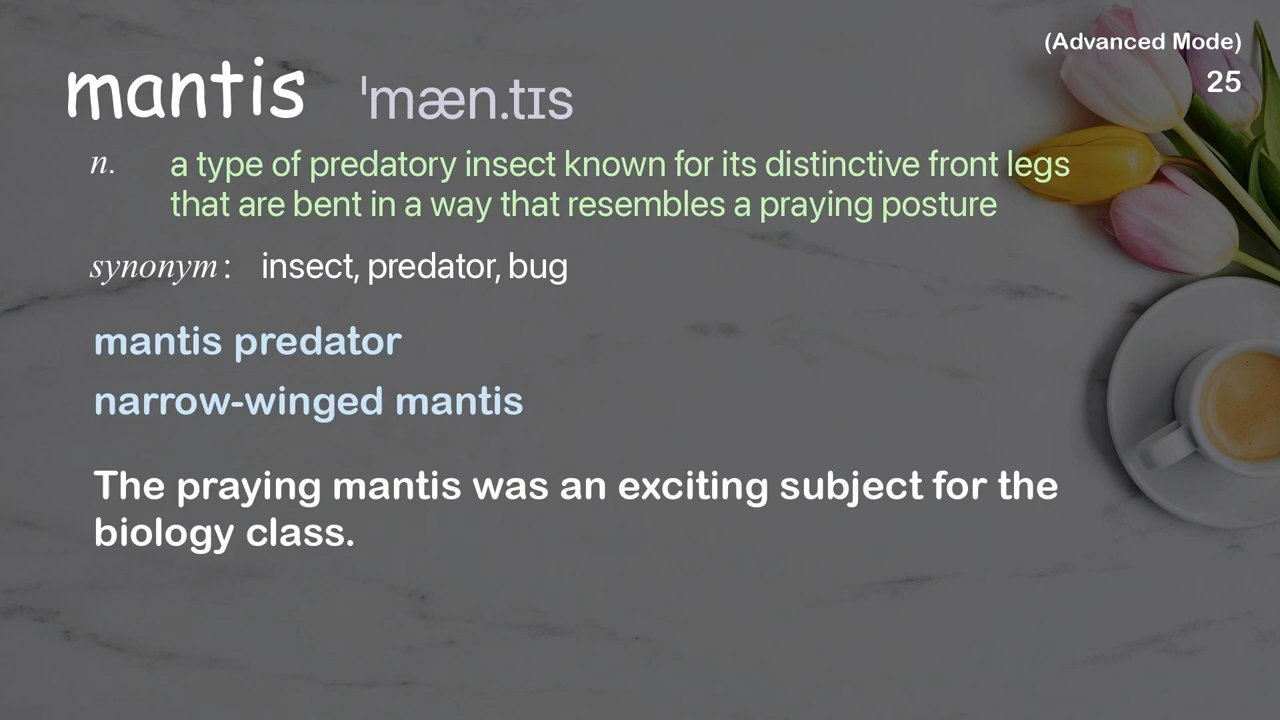 (Advanced Mode)
25
mantis ˈmæn.tɪs
n. a type of predatory insect known for its distinctive front legs
that are bent in a way that resembles a praying posture
synonym: insect, predator, bug
mantis predator
narrow-winged mantis
The praying mantis was an exciting subject for the
biology class.